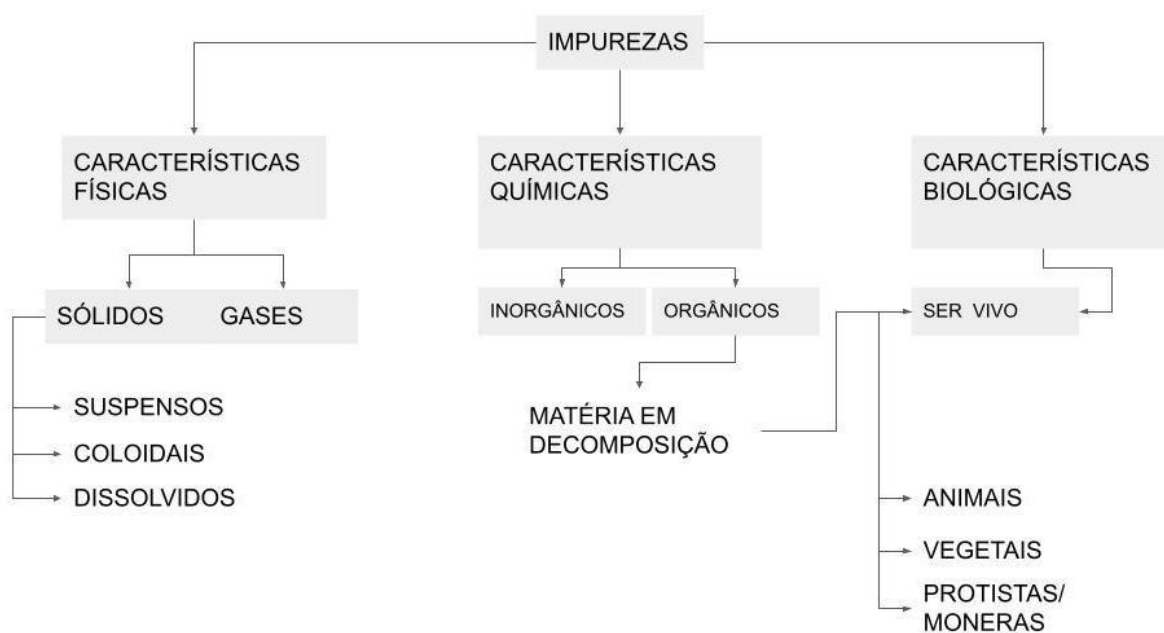 IMPUREZAS
CARACTERÍSTICAS
FÍSICAS
CARACTERÍSTICAS
QUÍMICAS
CARACTERÍSTICAS
BIOLÓGICAS
SÓLIDOS GASES
INORGÂNICOS
ORGÂNICOS
SER VIVO
SUSPENSOS
COLOIDAIS
DISSOLVIDOS
MATÉRIA EM
DECOMPOSIÇÃO
ANIMAIS
VEGETAIS
PROTISTAS/
MONERAS